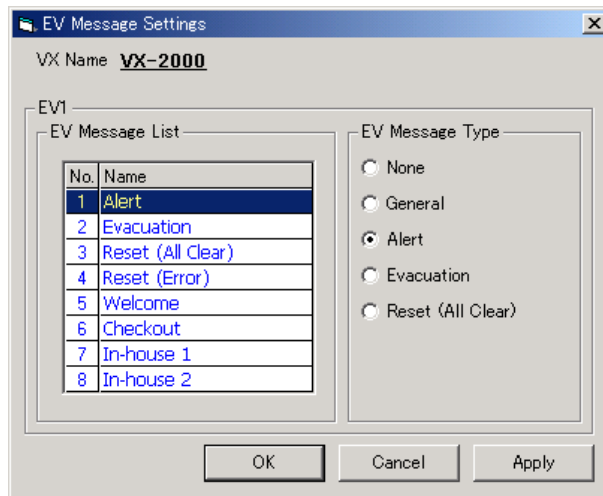 EV Message Settings
VX Name VX-2000
EV1
EV Message List
No. Name
1 Alert
2 Evacuation
3 Reset (All Clear)
4 Reset (Error)
5 Welcome
6 Checkout
7 In-house 1
8 In-house 2
EV Message Type
None
General
Alert
Evacuation
Reset (All Clear)
OK Cancel Apply